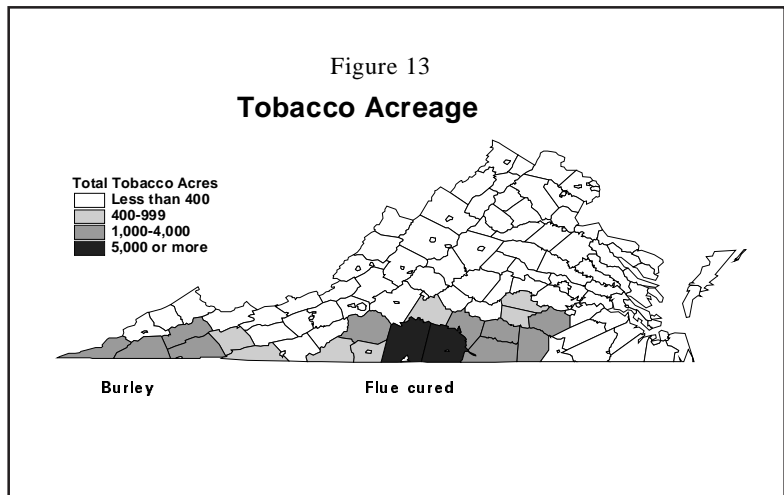 Figure 13
Tobacco Acreage
Total Tobacco Acres
Less than 400
400-999
1,000-4,000
5,000 or more
Burley
Flue cured